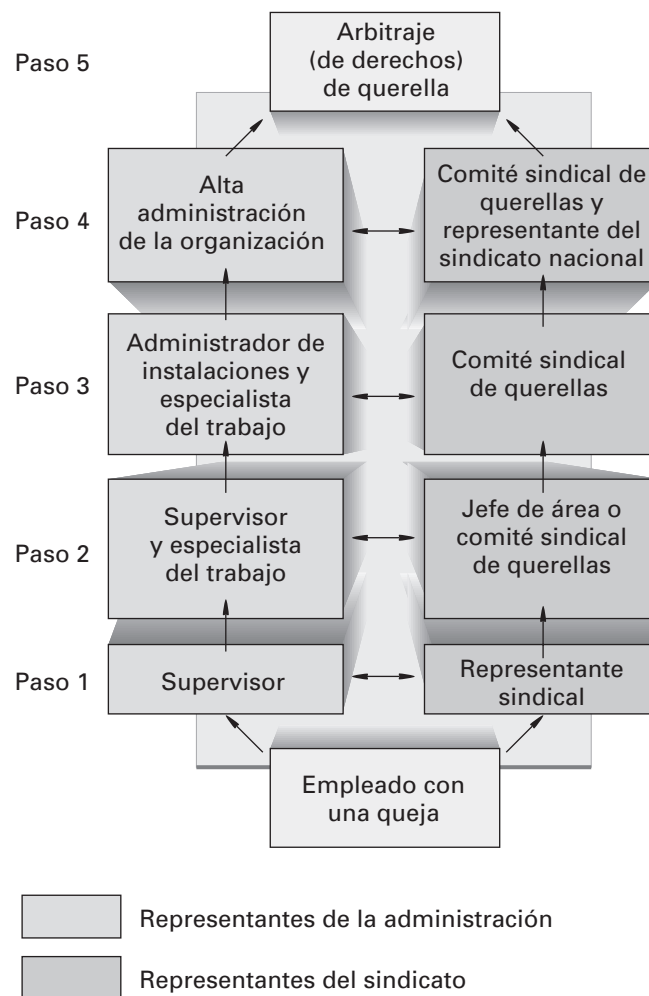 Paso 5
Arbitraje
(de derechos)
de querella
Paso 4
Alta
administración
de la organización
Comité sindical de
querellas y
representante del
sindicato nacional
Paso 3
Administrador de
instalaciones y
especialista
del trabajo
Comité sindical
de querellas
Paso 2
Supervisor
y especialista
del trabajo
Jefe de área o
comité sindical
de querellas
Paso 1
Supervisor
Representante
sindical
Empleado con
una queja
Representantes de la administración
Representantes del sindicato